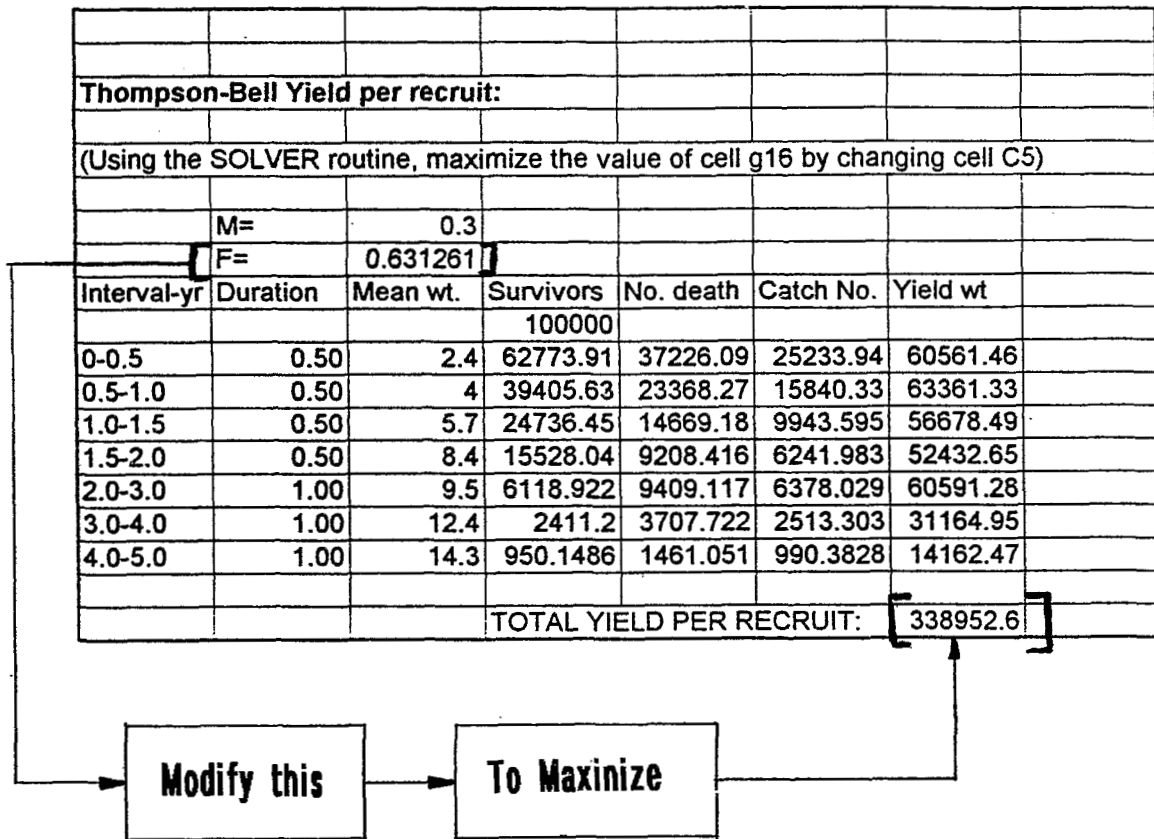 Thompson-Bell Yield per recruit:
(Using the SOLVER routine, maximize the value of cell g16 by changing cell C5)
M= 0.3
F= 0.631261
Interval-yr Duration Mean wt. Survivors No. death Catch No. Yield wt
100000
0-0.5 0.50 2.4 62773.91 37226.09 25233.94 60561.46
0.5-1.0 0.50 4 39405.63 23368.27 15840.33 63361.33
1.0-1.5 0.50 5.7 24736.45 14669.18 9943.595 56678.49
1.5-2.0 0.50 8.4 15528.04 9208.416 6241.983 52432.65
2.0-3.0 1.00 9.5 6118.922 9409.117 6378.029 60591.28
3.0-4.0 1.00 12.4 2411.2 3707.722 2513.303 31164.95
4.0-5.0 1.00 14.3 950.1486 1461.051 990.3828 14162.47
TOTAL YIELD PER RECRUIT: 338952.6
Modify this To Maxinize